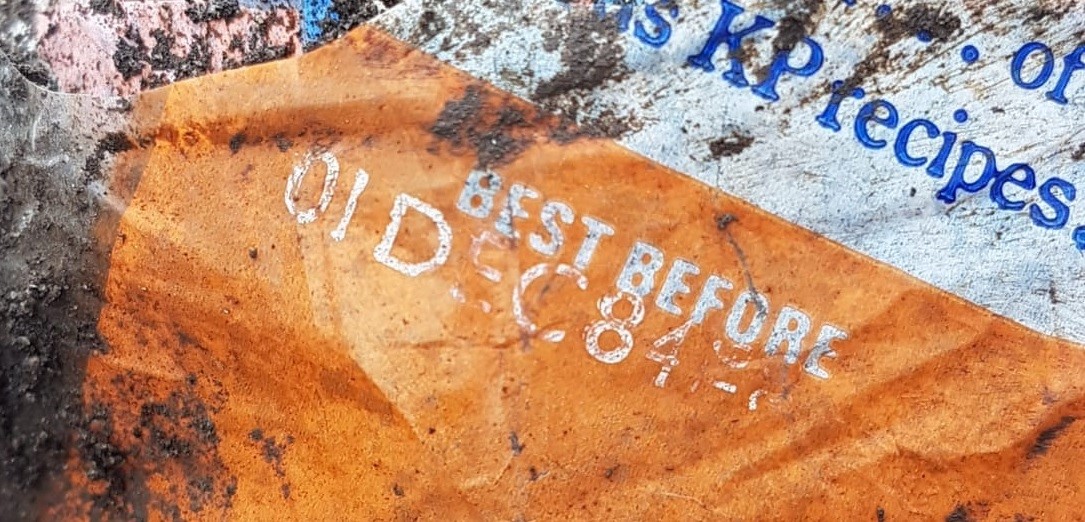 KP recipes.
of
BEST BEFORE
01 DEC 84